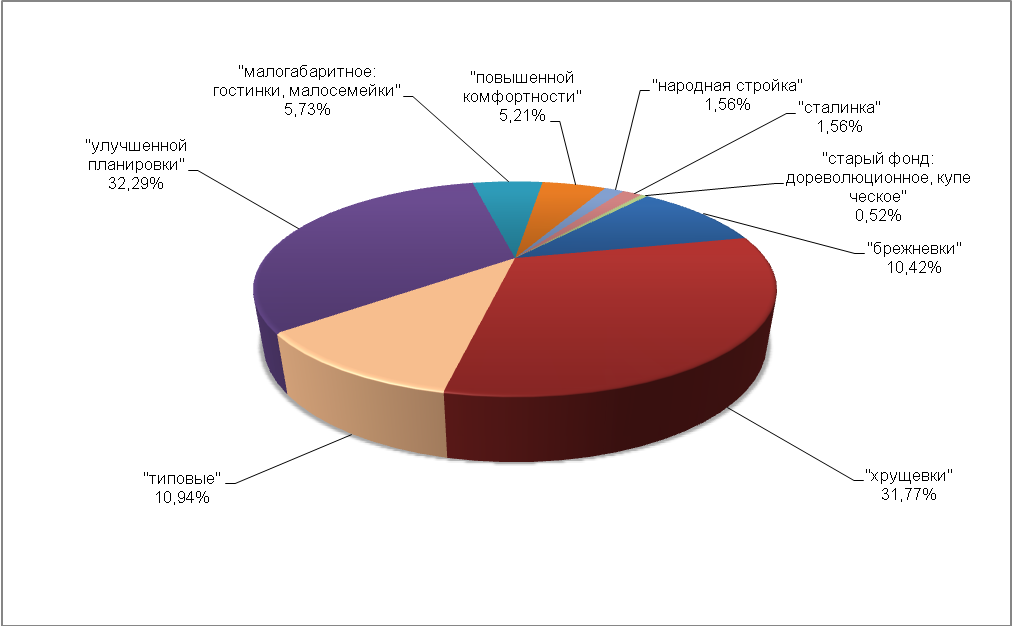 "малогабаритное:
гостинки, малосемейки"
5,73%
"повышенной
комфортности"
5,21%
"народная стройка"
1,56%
"сталинка"
1,56%
"старый фонд:
дореволюционное, купе
ческое"
0,52%
"брежневки"
10,42%
"улучшенной
планировки"
32,29%
"типовые"
10,94%
"хрущевки"
31,77%